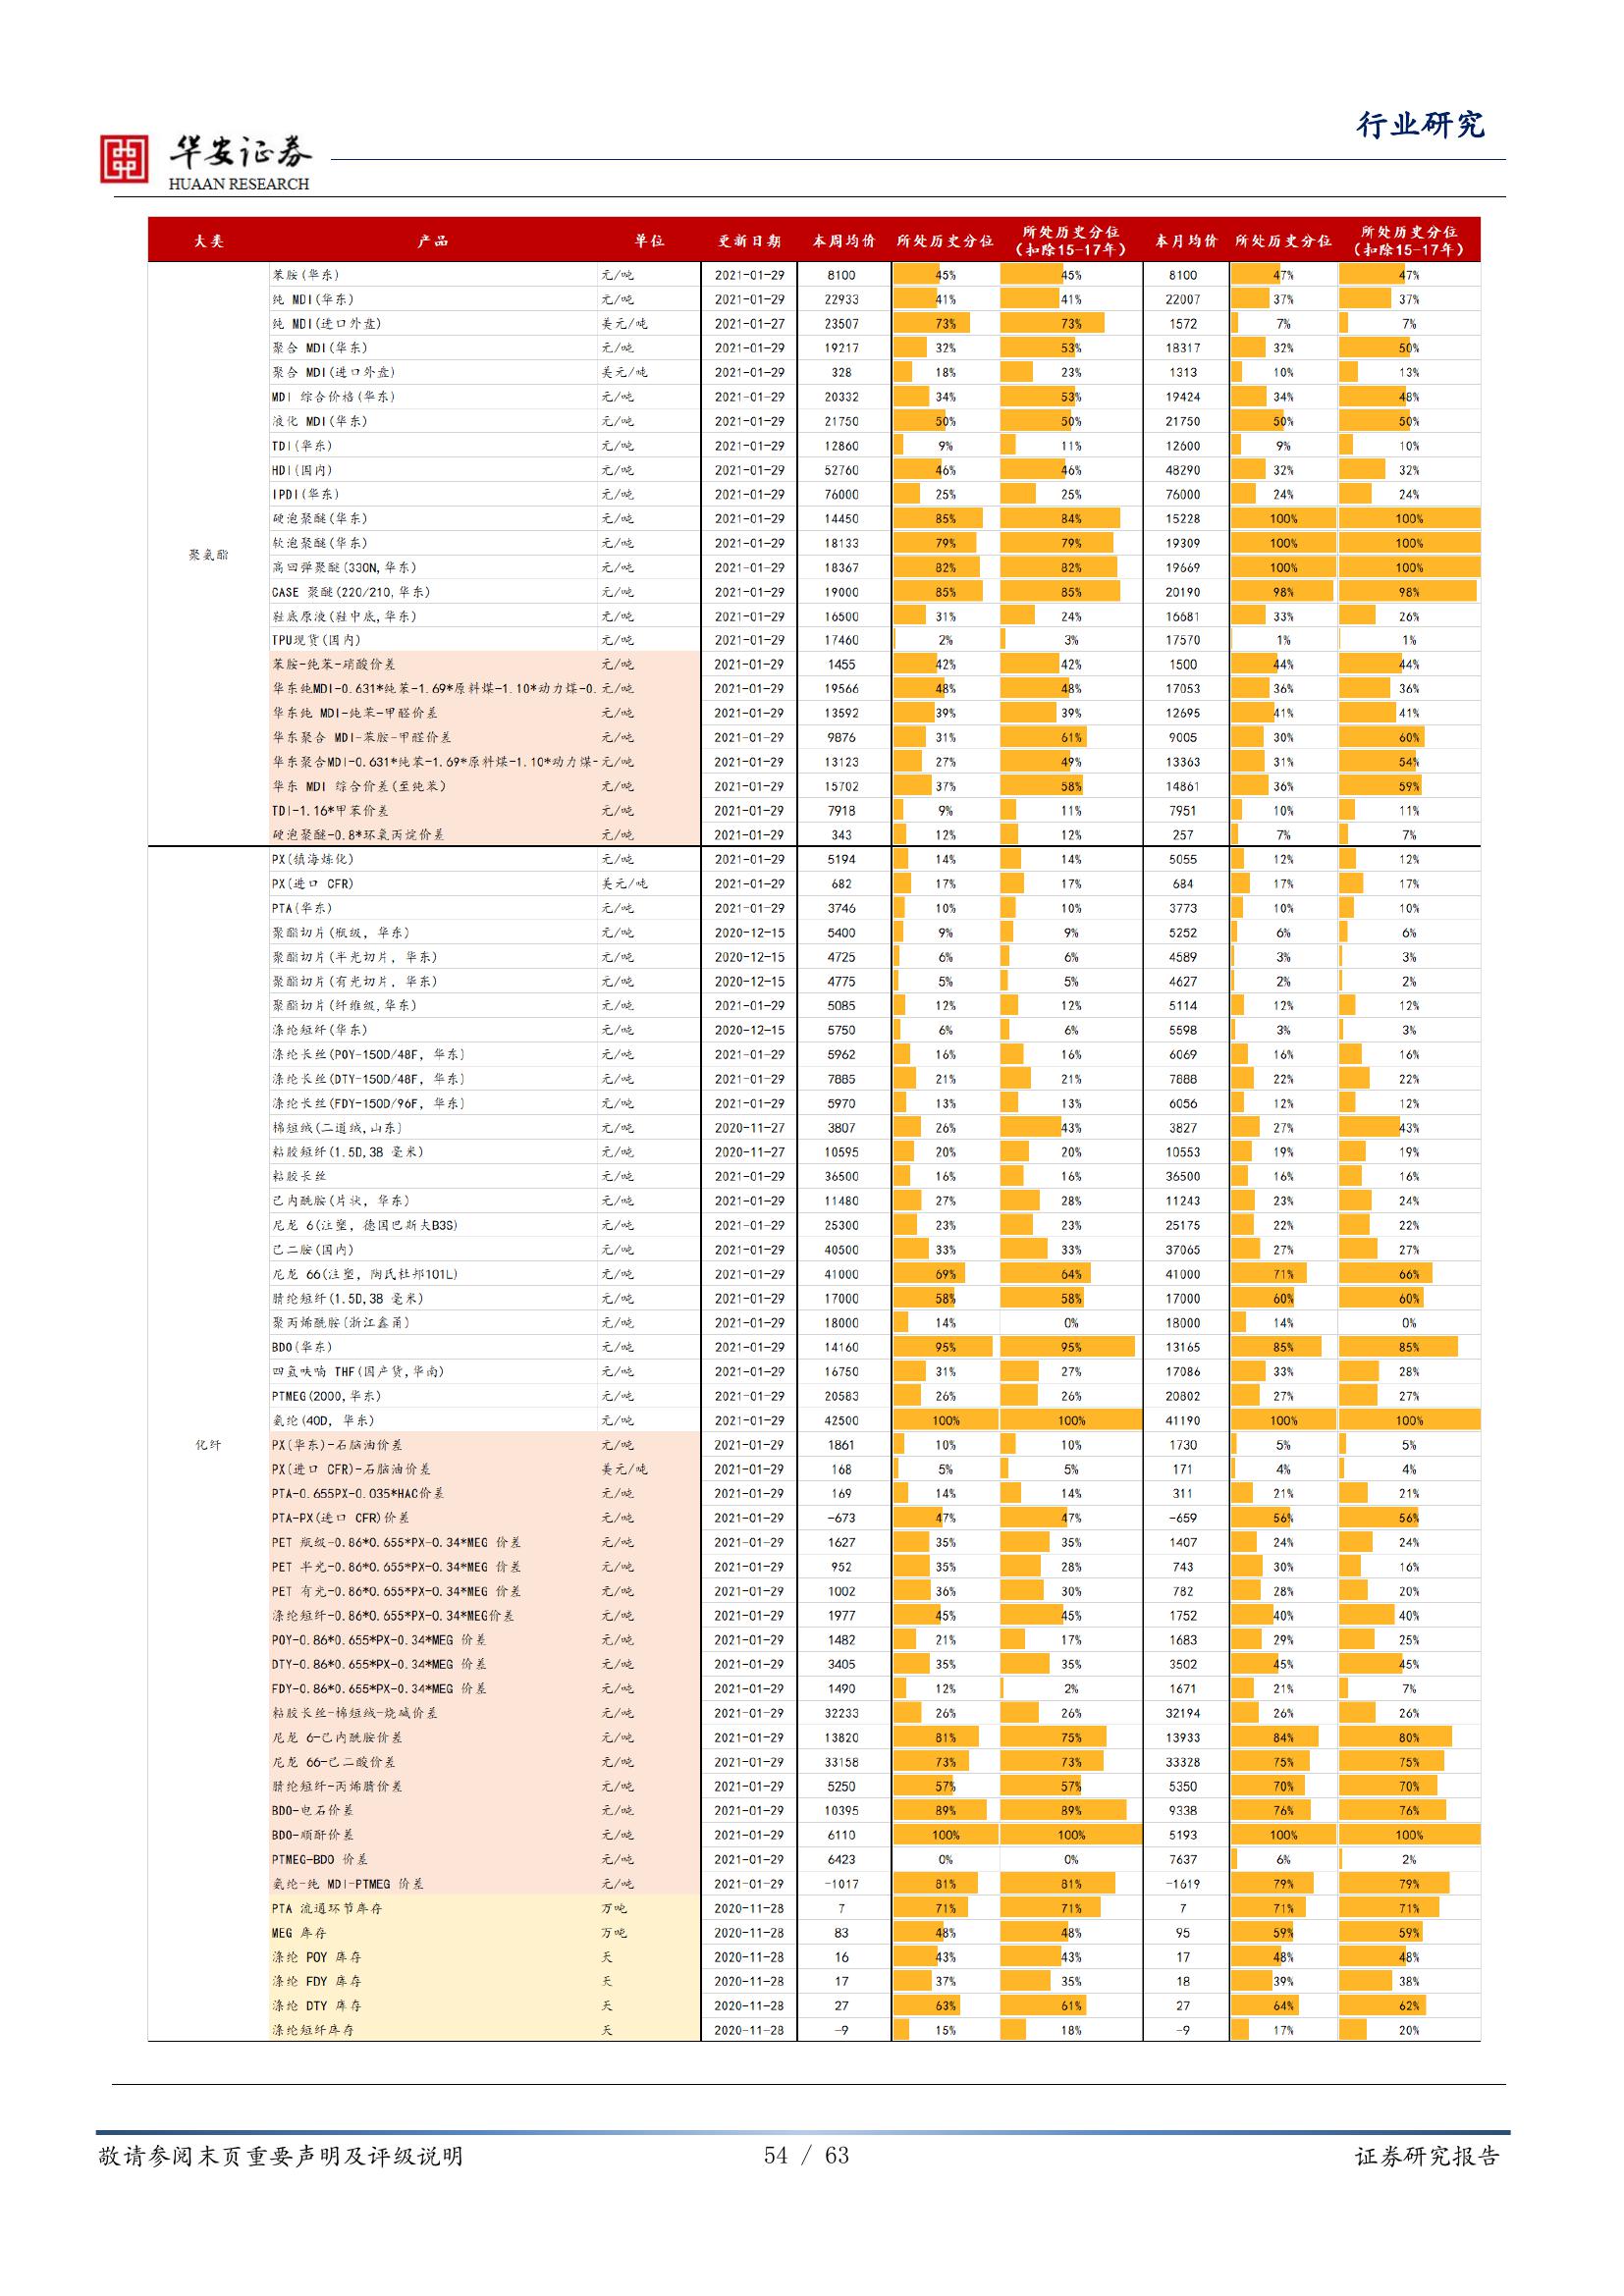 行业研究
华安证券
HUAAN RESEARCH
大类 产品 单位 更新日期 本周均价 所处历史分位 所处历史分位（扣除15-17年） 本月均价 所处历史分位 所处历史分位（扣除15-17年）
聚氨酯
苯胺(华东) 元/吨 2021-01-29 8100 45% 45% 8100 47% 47%
纯 MDI(华东) 元/吨 2021-01-29 22933 41% 41% 22007 37% 37%
纯 MDI(进口外盘) 美元/吨 2021-01-27 23507 73% 73% 1572 7% 7%
聚合 MDI(华东) 元/吨 2021-01-29 19217 32% 53% 18317 32% 50%
聚合 MDI(进口外盘) 美元/吨 2021-01-29 328 18% 23% 1313 10% 13%
MDI 综合价格(华东) 元/吨 2021-01-29 20332 34% 53% 19424 34% 48%
液化 MDI(华东) 元/吨 2021-01-29 21750 50% 50% 21750 50% 50%
TDI(华东) 元/吨 2021-01-29 12860 9% 11% 12600 9% 10%
HDI(国内) 元/吨 2021-01-29 52760 46% 46% 48290 32% 32%
IPDI(华东) 元/吨 2021-01-29 76000 25% 25% 76000 24% 24%
硬泡聚醚(华东) 元/吨 2021-01-29 14450 85% 84% 15228 100% 100%
软泡聚醚(华东) 元/吨 2021-01-29 18133 79% 79% 19309 100% 100%
高回弹聚醚(330N,华东) 元/吨 2021-01-29 18367 82% 82% 19669 100% 100%
CASE 聚醚(220/210,华东) 元/吨 2021-01-29 19000 85% 85% 20190 98% 98%
鞋底原液(鞋中底,华东) 元/吨 2021-01-29 16500 31% 24% 16681 33% 26%
TPU现货(国内) 元/吨 2021-01-29 17460 2% 3% 17570 1% 1%
苯胺-纯苯-硝酸价差 元/吨 2021-01-29 1455 42% 42% 1500 44% 44%
华东纯MDI-0.631*纯苯-1.69*原料煤-1.10*动力煤-0. 元/吨 2021-01-29 19566 48% 48% 17053 36% 36%
华东纯 MDI-纯苯-甲醛价差 元/吨 2021-01-29 13592 39% 39% 12695 41% 41%
华东聚合 MDI-苯胺-甲醛价差 元/吨 2021-01-29 9876 31% 61% 9005 30% 60%
华东聚合MDI-0.631*纯苯-1.69*原料煤-1.10*动力煤- 元/吨 2021-01-29 13123 27% 49% 13363 31% 54%
华东 MDI 综合价差(至纯苯) 元/吨 2021-01-29 15702 37% 58% 14861 36% 59%
TDI-1.16*甲苯价差 元/吨 2021-01-29 7918 9% 11% 7951 10% 11%
硬泡聚醚-0.8*环氧丙烷价差 元/吨 2021-01-29 343 12% 12% 257 7% 7%
化纤
PX(镇海炼化) 元/吨 2021-01-29 5194 14% 14% 5055 12% 12%
PX(进口 CFR) 美元/吨 2021-01-29 682 17% 17% 684 17% 17%
PTA(华东) 元/吨 2021-01-29 3746 10% 10% 3773 10% 10%
聚酯切片(瓶级, 华东) 元/吨 2020-12-15 5400 9% 9% 5252 6% 6%
聚酯切片(半光切片, 华东) 元/吨 2020-12-15 4725 6% 6% 4589 3% 3%
聚酯切片(有光切片, 华东) 元/吨 2020-12-15 4775 5% 5% 4627 2% 2%
聚酯切片(纤维级,华东) 元/吨 2021-01-29 5085 12% 12% 5114 12% 12%
涤纶短纤(华东) 元/吨 2020-12-15 5750 6% 6% 5598 3% 3%
涤纶长丝(POY-150D/48F, 华东) 元/吨 2021-01-29 5962 16% 16% 6069 16% 16%
涤纶长丝(DTY-150D/48F, 华东) 元/吨 2021-01-29 7885 21% 21% 7888 22% 22%
涤纶长丝(FDY-150D/96F, 华东) 元/吨 2021-01-29 5970 13% 13% 6056 12% 12%
棉短绒(二道绒,山东) 元/吨 2020-11-27 3807 26% 43% 3827 27% 43%
粘胶短纤(1.5D,38 毫米) 元/吨 2020-11-27 10595 20% 20% 10553 19% 19%
粘胶长丝 元/吨 2021-01-29 36500 16% 16% 36500 16% 16%
己内酰胺(片状, 华东) 元/吨 2021-01-29 11480 27% 28% 11243 23% 24%
尼龙 6(注塑, 德国巴斯夫B3S) 元/吨 2021-01-29 25300 23% 23% 25175 22% 22%
己二胺(国内) 元/吨 2021-01-29 40500 33% 33% 37065 27% 27%
尼龙 66(注塑, 陶氏杜邦101L) 元/吨 2021-01-29 41000 69% 64% 41000 71% 66%
腈纶短纤(1.5D,38 毫米) 元/吨 2021-01-29 17000 58% 58% 17000 60% 60%
聚丙烯酰胺(浙江鑫甬) 元/吨 2021-01-29 18000 14% 0% 18000 14% 0%
BDO(华东) 元/吨 2021-01-29 14160 95% 95% 13165 85% 85%
四氢呋喃 THF(国产货,华南) 元/吨 2021-01-29 16750 31% 27% 17086 33% 28%
PTMEG(2000,华东) 元/吨 2021-01-29 20583 26% 26% 20802 27% 27%
氨纶(40D, 华东) 元/吨 2021-01-29 42500 100% 100% 41190 100% 100%
PX(华东)-石脑油价差 元/吨 2021-01-29 1861 10% 10% 1730 5% 5%
PX(进口 CFR)-石脑油价差 美元/吨 2021-01-29 168 5% 5% 171 4% 4%
PTA-0.655PX-0.035*HAC价差 元/吨 2021-01-29 169 14% 14% 311 21% 21%
PTA-PX(进口 CFR)价差 元/吨 2021-01-29 -673 47% 47% -659 56% 56%
PET 瓶级-0.86*0.655*PX-0.34*MEG 价差 元/吨 2021-01-29 1627 35% 35% 1407 24% 24%
PET 半光-0.86*0.655*PX-0.34*MEG 价差 元/吨 2021-01-29 952 35% 28% 743 30% 16%
PET 有光-0.86*0.655*PX-0.34*MEG 价差 元/吨 2021-01-29 1002 36% 30% 782 28% 20%
涤纶短纤-0.86*0.655*PX-0.34*MEG价差 元/吨 2021-01-29 1977 45% 45% 1752 40% 40%
POY-0.86*0.655*PX-0.34*MEG 价差 元/吨 2021-01-29 1482 21% 17% 1683 29% 25%
DTY-0.86*0.655*PX-0.34*MEG 价差 元/吨 2021-01-29 3405 35% 35% 3502 45% 45%
FDY-0.86*0.655*PX-0.34*MEG 价差 元/吨 2021-01-29 1490 12% 2% 1671 21% 7%
粘胶长丝-棉短绒-烧碱价差 元/吨 2021-01-29 32233 26% 26% 32194 26% 26%
尼龙 6-己内酰胺价差 元/吨 2021-01-29 13820 81% 75% 13933 84% 80%
尼龙 66-己二酸价差 元/吨 2021-01-29 33158 73% 73% 33328 75% 75%
腈纶短纤-丙烯腈价差 元/吨 2021-01-29 5250 57% 57% 5350 70% 70%
BDO-电石价差 元/吨 2021-01-29 10395 89% 89% 9338 76% 76%
BDO-顺酐价差 元/吨 2021-01-29 6110 100% 100% 5193 100% 100%
PTMEG-BDO 价差 元/吨 2021-01-29 6423 0% 0% 7637 6% 2%
氨纶-纯 MDI-PTMEG 价差 元/吨 2021-01-29 -1017 81% 81% -1619 79% 79%
PTA 流通环节库存 万吨 2020-11-28 7 71% 71% 7 71% 71%
MEG 库存 万吨 2020-11-28 83 48% 48% 95 59% 59%
涤纶 POY 库存 天 2020-11-28 16 43% 43% 17 48% 48%
涤纶 FDY 库存 天 2020-11-28 17 37% 35% 18 39% 38%
涤纶 DTY 库存 天 2020-11-28 27 63% 61% 27 64% 62%
涤纶短纤库存 天 2020-11-28 -9 15% 18% -9 17% 20%
敬请参阅末页重要声明及评级说明 54 / 63 证券研究报告